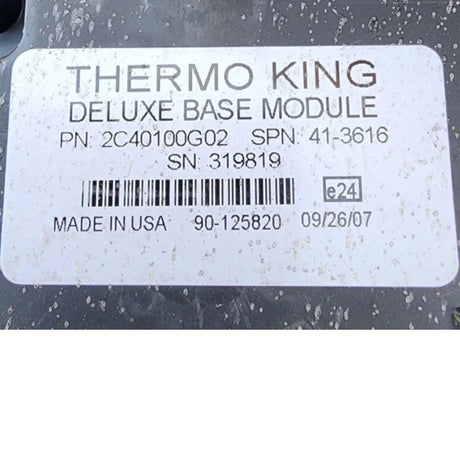 THERMO KING
DELUXE BASE MODULE
PN: 2C40100G02 SPN: 41-3616
SN: 319819
e24
MADE IN USA 90-125820 09/26/07